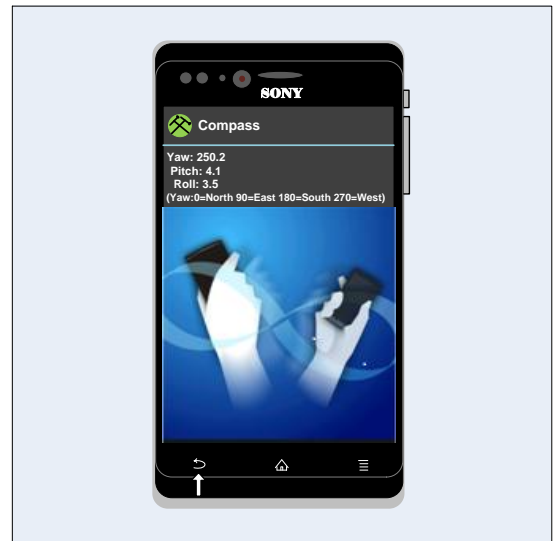 SONY
Compass
Yaw: 250.2
Pitch: 4.1
Roll: 3.5
(Yaw:0=North 90=East 180=South 270=West)